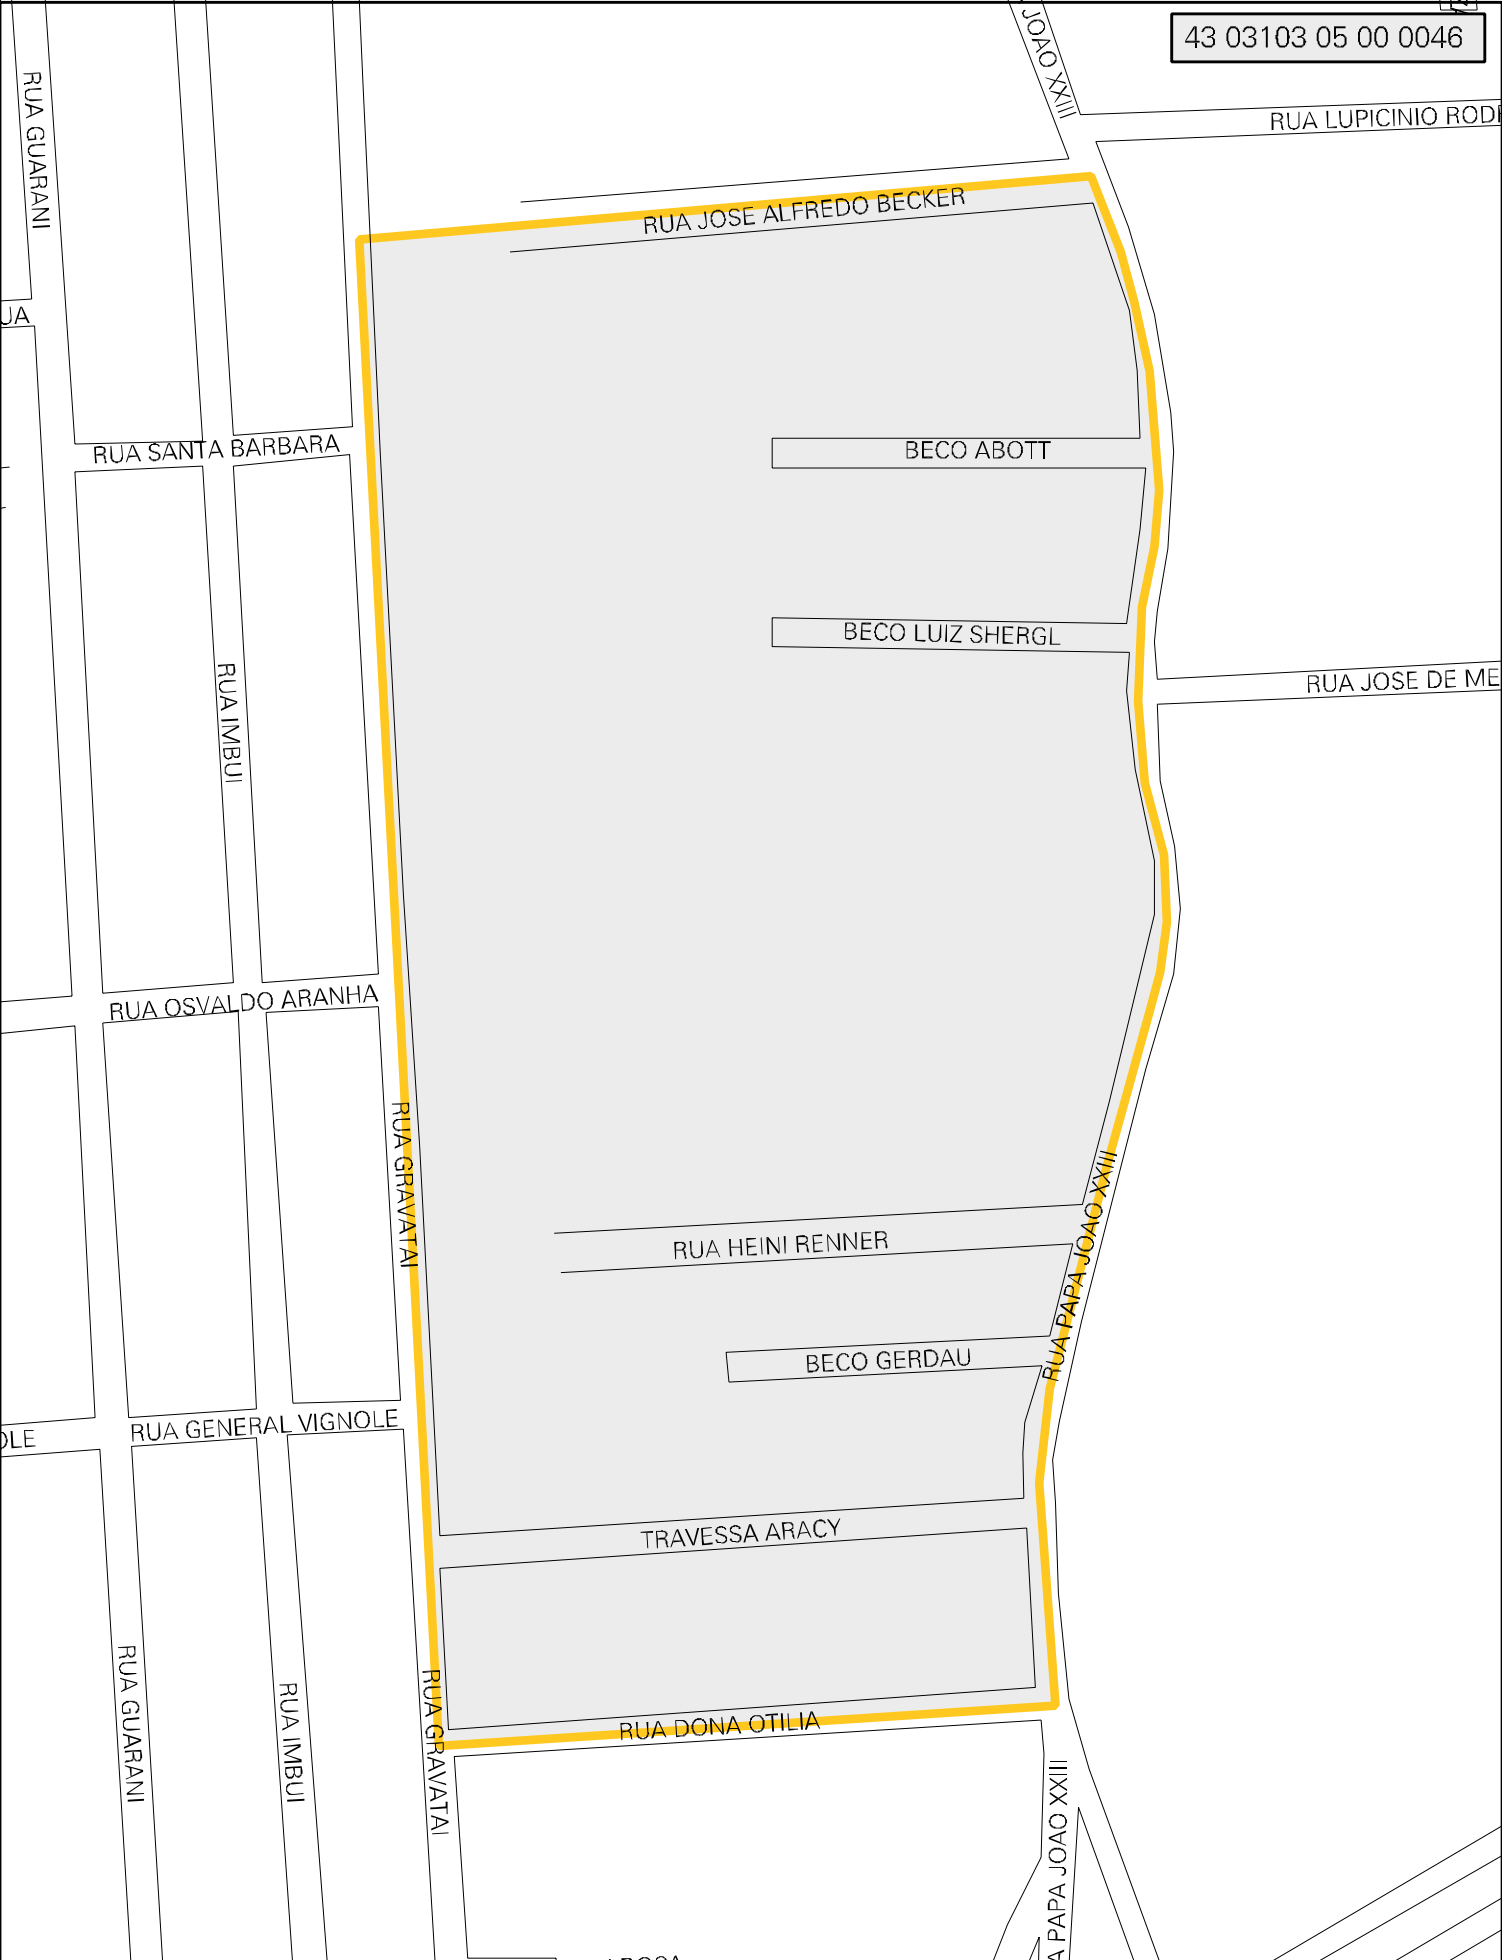 JOAO XXIII
43 03103 05 00 0046
RUA GUARANI
RUA LUPICINIO
RUA JOSE ALFREDO BECKER
UA
RUA SANTA BARBARA
BECO ABOTT
BECO LUIZ SHERGL
RUA IMBUI
RUA JOSE DE ME
RUA OSVALDO ARANHA
RUA GRAVATAI
RUA PAPA JOAO XXIII
RUA HEINI RENNER
BECO GERDAU
RUA GENERAL VIGNOLE
OLE
TRAVESSA ARACY
RUA GUARANI
RUA IMBUI
RUA GRAVATAI
RUA DONA OTILIA
PAPA JOAO XXIII